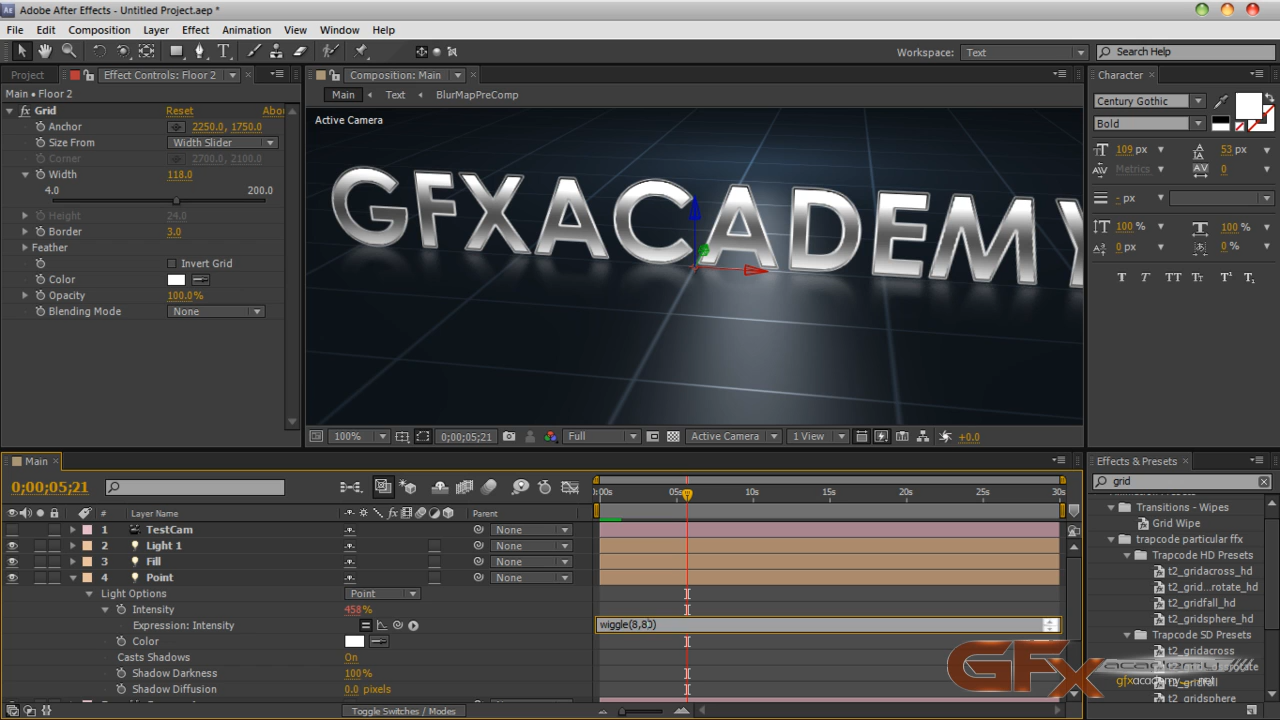 Adobe After Effects - Untitled Project.aep *
File Edit Composition Layer Effect Animation View Window Help
Workspace: Text Search Help
Project Effect Controls: Floor 2
Main • Floor 2
Grid Reset Abou
Anchor 2250.0, 1750.0
Size From Width Slider
Corner 2700.0, 2100.0
Width 118.0
4.0 200.0
Height 24.0
Border 3.0
Feather
Invert Grid
Color
Opacity 100.0%
Blending Mode None
Composition: Main
Main Text BlurMapPreComp
Active Camera
GFXACADEMY
100% 0;00;05;21 Full Active Camera 1 View +0.0
Character
Century Gothic
Bold
109 px 53 px
Metrics 0
- px
100 % 100 %
0 px 0 %
T T TT Tt T¹ T₁
Main
0;00;05;21
:00s 05s 10s 15s 20s 25s 30s
# Layer Name Parent
1 TestCam None
2 Light 1 None
3 Fill None
4 Point None
Light Options Point
Intensity 458%
Expression: Intensity wiggle(8,8))
Color
Casts Shadows On
Shadow Darkness 100%
Shadow Diffusion 0.0 pixels
Toggle Switches / Modes
Effects & Presets
grid
Transitions - Wipes
Grid Wipe
trapcode particular ffx
Trapcode HD Presets
t2_gridacross_hd
t2_grid...rotate_hd
t2_gridfall_hd
t2_gridsphere_hd
Trapcode SD Presets
t2_gridacross
t2_gridfall
t2_gridsphere
GFX academy
gfxacademy
.net